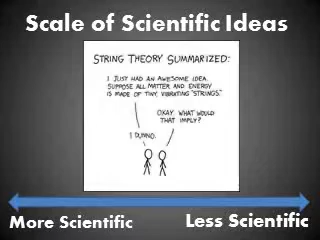 Scale of Scientific Ideas
STRING THEORY SUMMARIZED:
I JUST HAD AN AWESOME IDEA.
SUPPOSE ALL MATTER AND ENERGY
IS MADE OF TINY, VIBRATING "STRINGS."
OKAY. WHAT WOULD
THAT IMPLY?
I DUNNO.
More Scientific
Less Scientific